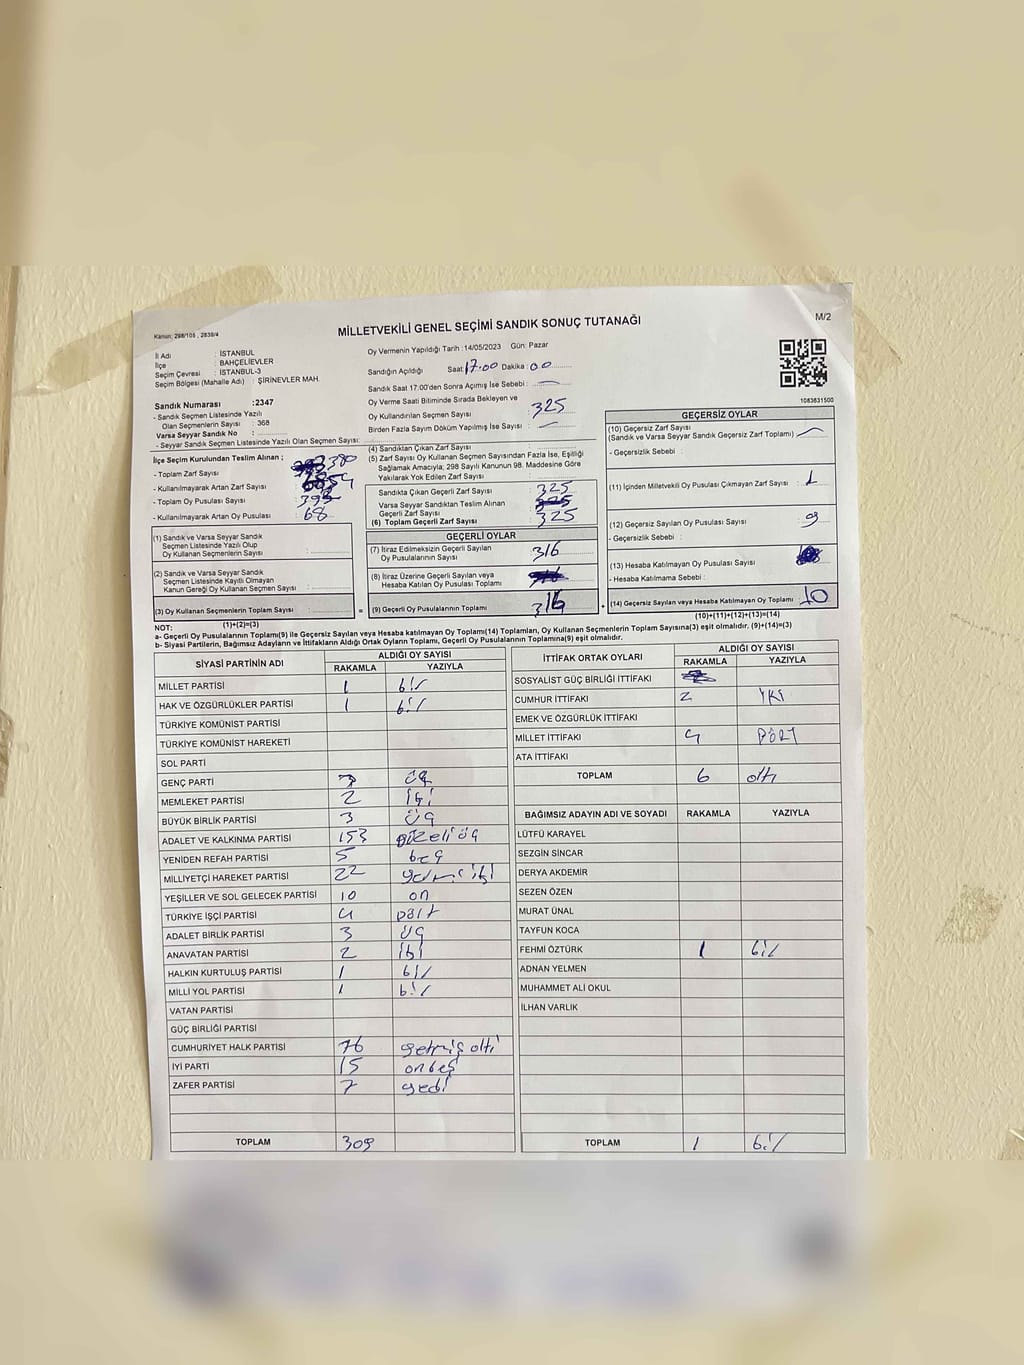 Kanun: 298/105 , 2839/4
MİLLETVEKİLİ GENEL SEÇİMİ SANDIK SONUÇ TUTANAĞI
M/2
İl Adı : İSTANBUL
İlçe : BAHÇELİEVLER
Seçim Çevresi : İSTANBUL-3
Seçim Bölgesi (Mahalle Adı) : ŞİRİNEVLER MAH.
Sandık Numarası :2347
- Sandık Seçmen Listesinde Yazılı
Olan Seçmenlerin Sayısı : 368
Varsa Seyyar Sandık No :
- Seyyar Sandık Seçmen Listesinde Yazılı Olan Seçmen Sayısı:
Oy Vermenin Yapıldığı Tarih :14/05/2023 Gün: Pazar
Sandığın Açıldığı Saat 17.00 Dakika : 00
Sandık Saat 17:00'den Sonra Açımış İse Sebebi :
Oy Verme Saati Bitiminde Sırada Bekleyen ve
Oy Kullandırılan Seçmen Sayısı : 325
Birden Fazla Sayım Döküm Yapılmış İse Sayısı :
1083631500
İlçe Seçim Kurulundan Teslim Alınan ;
- Toplam Zarf Sayısı : 380
- Kullanılmayarak Artan Zarf Sayısı
- Toplam Oy Pusulası Sayısı : 393
- Kullanılmayarak Artan Oy Pusulası : 68
(1) Sandık ve Varsa Seyyar Sandık
Seçmen Listesinde Yazılı Olup
Oy Kullanan Seçmenlerin Sayısı :
(2) Sandık ve Varsa Seyyar Sandık
Seçmen Listesinde Kayıtlı Olmayan
Kanun Gereği Oy Kullanan Seçmen Sayısı :
(3) Oy Kullanan Seçmenlerin Toplam Sayısı : =
(1)+(2)=(3)
(4) Sandıktan Çıkan Zarf Sayısı
(5) Zarf Sayısı Oy Kullanan Seçmen Sayısından Fazla İse, Eşitliği
Sağlamak Amacıyla; 298 Sayılı Kanunun 98. Maddesine Göre
Yakılarak Yok Edilen Zarf Sayısı :
Sandıkta Çıkan Geçerli Zarf Sayısı : 325
Varsa Seyyar Sandıktan Teslim Alınan
Geçerli Zarf Sayısı :
(6) Toplam Geçerli Zarf Sayısı : 325
GEÇERLİ OYLAR
(7) İtiraz Edilmeksizin Geçerli Sayılan
Oy Pusulalarının Sayısı : 316
(8) İtiraz Üzerine Geçerli Sayılan veya
Hesaba Katılan Oy Pusulası Toplamı :
(9) Geçerli Oy Pusulalarının Toplamı : 316 +
GEÇERSİZ OYLAR
(10) Geçersiz Zarf Sayısı
(Sandık ve Varsa Seyyar Sandık Geçersiz Zarf Toplamı) :
- Geçersizlik Sebebi :
(11) İçinden Milletvekili Oy Pusulası Çıkmayan Zarf Sayısı : 1
(12) Geçersiz Sayılan Oy Pusulası Sayısı : 9
- Geçersizlik Sebebi :
(13) Hesaba Katılmayan Oy Pusulası Sayısı :
- Hesaba Katılmama Sebebi :
(14) Geçersiz Sayılan veya Hesaba Katılmayan Oy Toplamı : 10
(10)+(11)+(12)+(13)=(14)
NOT:
a- Geçerli Oy Pusulalarının Toplamı(9) ile Geçersiz Sayılan veya Hesaba katılmayan Oy Toplamı(14) Toplamları, Oy Kullanan Seçmenlerin Toplam Sayısına(3) eşit olmalıdır. (9)+(14)=(3)
b- Siyasi Partilerin, Bağımsız Adayların ve İttifakların Aldığı Ortak Oyların Toplamı, Geçerli Oy Pusulalarının Toplamına(9) eşit olmalıdır.
SİYASİ PARTİNİN ADI ALDIĞI OY SAYISI
RAKAMLA YAZIYLA
MİLLET PARTİSİ 1 bir
HAK VE ÖZGÜRLÜKLER PARTİSİ 1 bir
TÜRKİYE KOMÜNİST PARTİSİ
TÜRKİYE KOMÜNİST HAREKETİ
SOL PARTİ
GENÇ PARTİ 3 üç
MEMLEKET PARTİSİ 2 iki
BÜYÜK BİRLİK PARTİSİ 3 üç
ADALET VE KALKINMA PARTİSİ 153
YENİDEN REFAH PARTİSİ 5 beş
MİLLİYETÇİ HAREKET PARTİSİ 22 yirmi iki
YEŞİLLER VE SOL GELECEK PARTİSİ 10 on
TÜRKİYE İŞÇİ PARTİSİ 4 DÖRT
ADALET BİRLİK PARTİSİ 3 üç
ANAVATAN PARTİSİ 2 iki
HALKIN KURTULUŞ PARTİSİ 1 bir
MİLLİ YOL PARTİSİ 1 bir
VATAN PARTİSİ
GÜÇ BİRLİĞİ PARTİSİ
CUMHURİYET HALK PARTİSİ 76 yetmiş altı
İYİ PARTİ 15 onbeş
ZAFER PARTİSİ 7 yedi
TOPLAM 309
İTTİFAK ORTAK OYLARI ALDIĞI OY SAYISI
RAKAMLA YAZIYLA
SOSYALİST GÜÇ BİRLİĞİ İTTİFAKI
CUMHUR İTTİFAKI 2 İKİ
EMEK VE ÖZGÜRLÜK İTTİFAKI
MİLLET İTTİFAKI 4 DÖRT
ATA İTTİFAKI
TOPLAM 6 altı
BAĞIMSIZ ADAYIN ADI VE SOYADI RAKAMLA YAZIYLA
LÜTFÜ KARAYEL
SEZGİN SİNCAR
DERYA AKDEMİR
SEZEN ÖZEN
MURAT ÜNAL
TAYFUN KOCA
FEHMİ ÖZTÜRK 1 bir
ADNAN YELMEN
MUHAMMET ALİ OKUL
İLHAN VARLIK
TOPLAM 1 bir